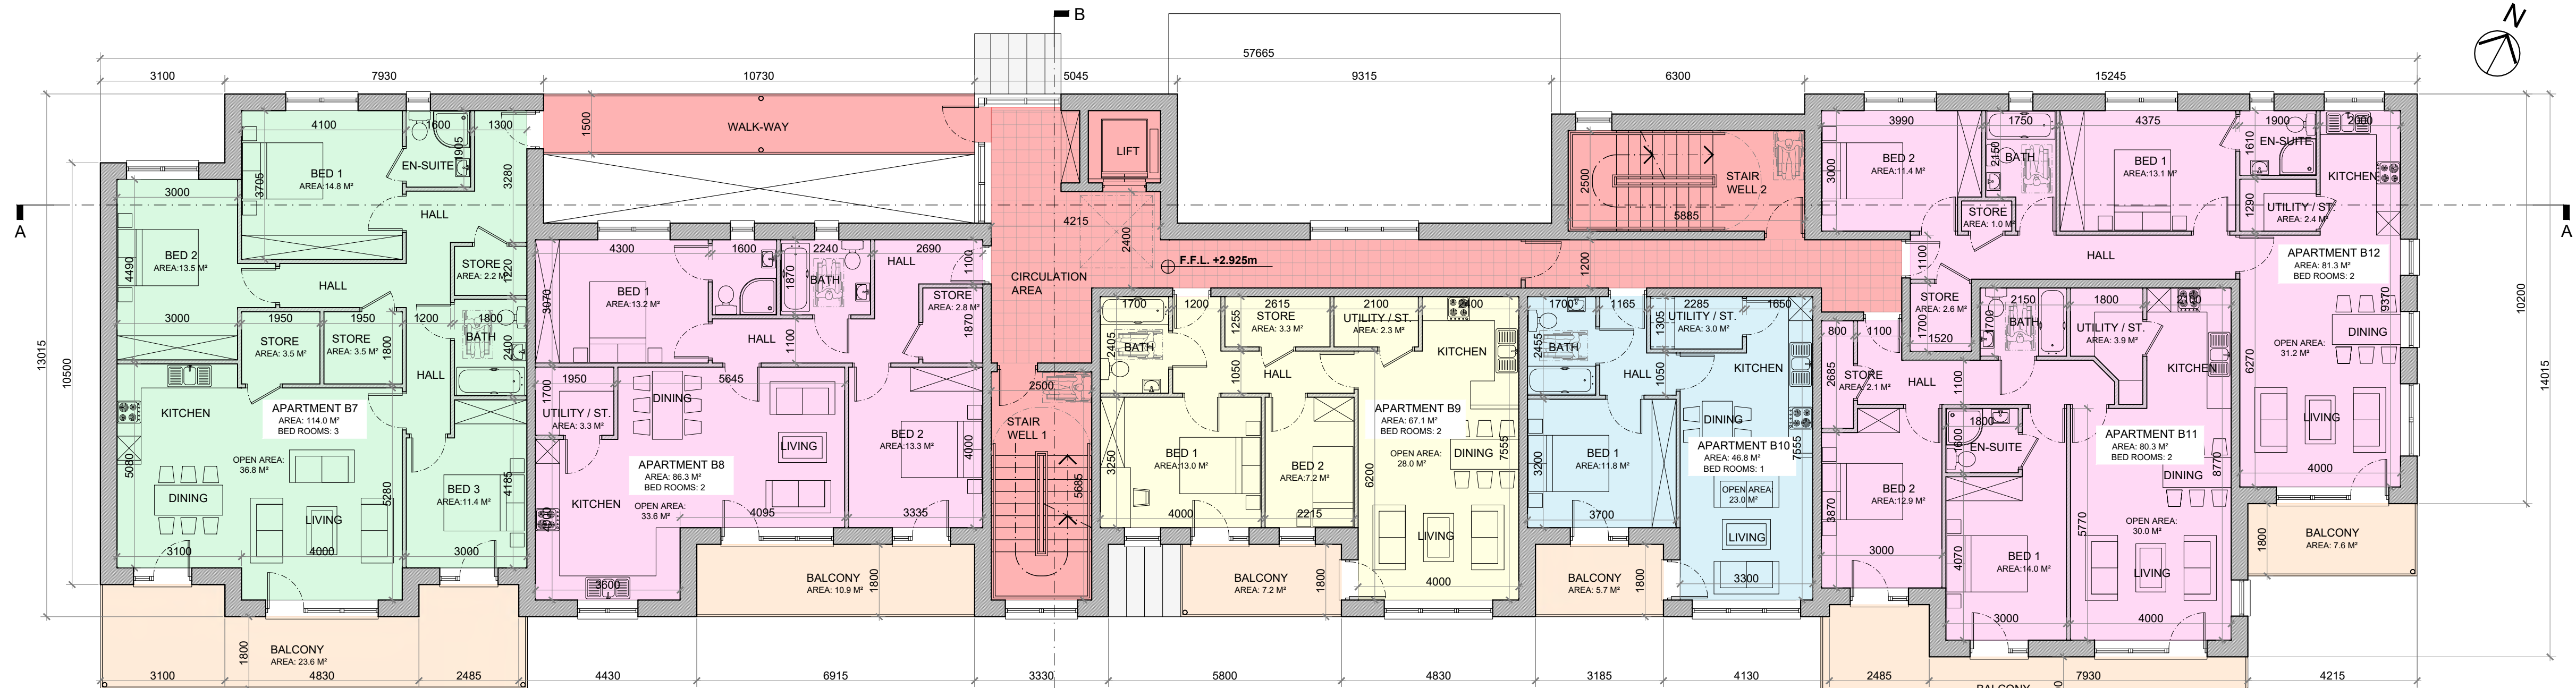 B
N
57665
3100
7930
10730
5045
9315
6300
15245
13015
10500
10200
14015
A
A
WALK-WAY
1500
LIFT
4215
2400
CIRCULATION
AREA
F.F.L. +2.925m
1200
STAIR
WELL 2
2500
5885
STAIR
WELL 1
2500
5685
4100
1600
1300
1905
3280
3705
BED 1
AREA:14.8 M²
EN-SUITE
HALL
3000
BED 2
AREA:13.5 M²
4490
STORE
AREA: 2.2 M²
1220
HALL
3000
1950
1950
1200
1800
STORE
AREA: 3.5 M²
STORE
AREA: 3.5 M²
1800
BATH
2400
HALL
KITCHEN
APARTMENT B7
AREA: 114.0 M²
BED ROOMS: 3
OPEN AREA:
36.8 M²
5080
5280
DINING
LIVING
BED 3
AREA:11.4 M²
4185
3100
4000
3000
BALCONY
AREA: 23.6 M²
1800
4300
1600
2240
2690
1100
HALL
1870
BATH
3070
BED 1
AREA:13.2 M²
STORE
AREA: 2.8 M²
1870
HALL
1100
1950
5645
1700
UTILITY / ST.
AREA: 3.3 M²
DINING
LIVING
BED 2
AREA:13.3 M²
4000
APARTMENT B8
AREA: 86.3 M²
BED ROOMS: 2
OPEN AREA:
33.6 M²
KITCHEN
4000
4095
3335
3600
BALCONY
AREA: 10.9 M²
1800
1700
1200
2615
2100
2400
1255
STORE
AREA: 3.3 M²
UTILITY / ST.
AREA: 2.3 M²
2405
BATH
KITCHEN
HALL
1050
APARTMENT B9
AREA: 67.1 M²
BED ROOMS: 2
OPEN AREA:
28.0 M²
DINING
7555
3250
BED 1
AREA:13.0 M²
BED 2
AREA:7.2 M²
6200
4000
2215
LIVING
4000
BALCONY
AREA: 7.2 M²
1800
1700
1165
2285
1650
1305
UTILITY / ST.
AREA: 3.0 M²
2455
BATH
HALL
1050
KITCHEN
DINING
APARTMENT B10
AREA: 46.8 M²
BED ROOMS: 1
7555
3200
BED 1
AREA:11.8 M²
OPEN AREA:
23.0 M²
3700
LIVING
3300
BALCONY
AREA: 5.7 M²
1800
3990
1750
4375
1900
2000
3000
BED 2
AREA:11.4 M²
2150
BATH
BED 1
AREA:13.1 M²
1610
EN-SUITE
KITCHEN
STORE
AREA: 1.0 M²
1290
UTILITY / ST.
AREA: 2.4 M²
1100
HALL
APARTMENT B12
AREA: 81.3 M²
BED ROOMS: 2
9370
DINING
OPEN AREA:
31.2 M²
6270
LIVING
4000
BALCONY
AREA: 7.6 M²
1800
STORE
AREA: 2.6 M²
1700
1520
2150
1700
BATH
1800
2100
UTILITY / ST.
AREA: 3.9 M²
KITCHEN
800
1100
2685
STORE
AREA: 2.1 M²
HALL
1100
1800
1600
EN-SUITE
APARTMENT B11
AREA: 80.3 M²
BED ROOMS: 2
DINING
8770
BED 2
AREA:12.9 M²
3870
OPEN AREA:
30.0 M²
5770
3000
BED 1
AREA:14.0 M²
4070
LIVING
3000
4000
3100
4830
2485
4430
6915
3330
5800
4830
3185
4130
2485
7930
4215
BALCONY